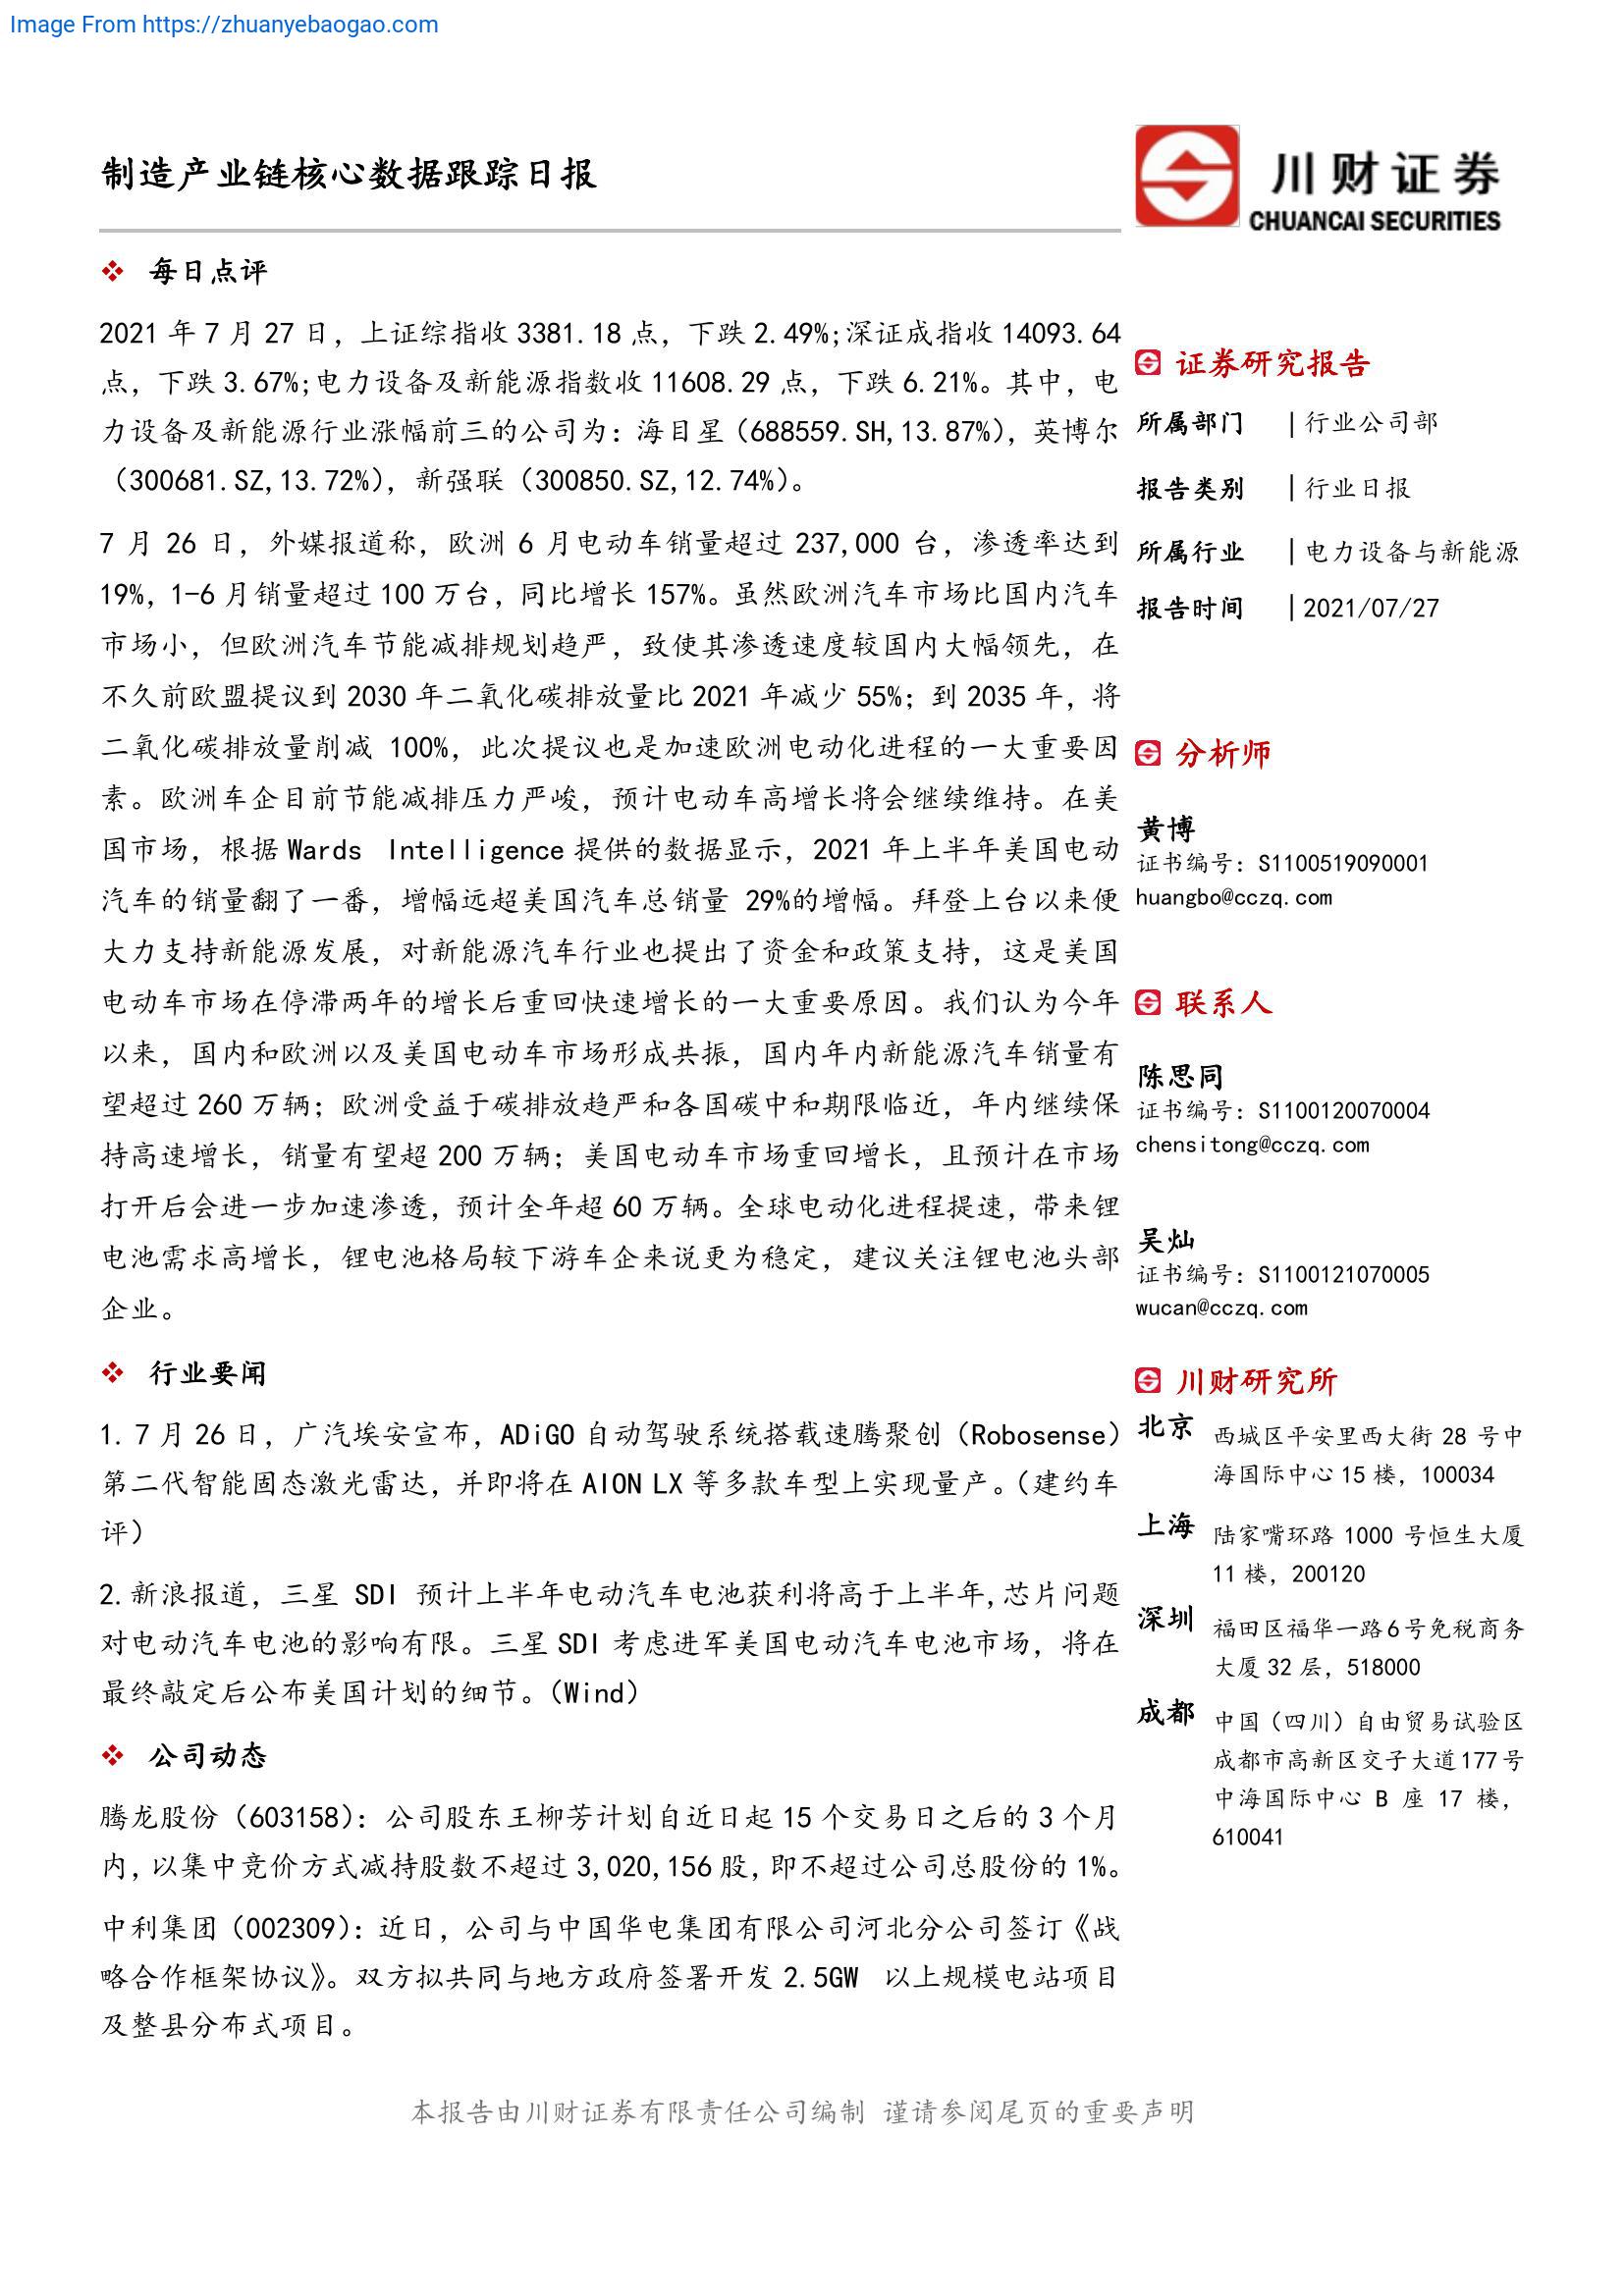 Image From https://zhuanyebaogao.com
制造产业链核心数据跟踪日报
川财证券
CHUANCAI SECURITIES
每日点评
2021 年 7 月 27 日，上证综指收 3381.18 点，下跌 2.49%;深证成指收 14093.64
点，下跌 3.67%;电力设备及新能源指数收 11608.29 点，下跌 6.21%。其中，电
力设备及新能源行业涨幅前三的公司为：海目星（688559.SH,13.87%），英博尔
（300681.SZ,13.72%），新强联（300850.SZ,12.74%）。
7 月 26 日，外媒报道称，欧洲 6 月电动车销量超过 237,000 台，渗透率达到
19%，1-6 月销量超过 100 万台，同比增长 157%。虽然欧洲汽车市场比国内汽车
市场小，但欧洲汽车节能减排规划趋严，致使其渗透速度较国内大幅领先，在
不久前欧盟提议到 2030 年二氧化碳排放量比 2021 年减少 55%；到 2035 年，将
二氧化碳排放量削减 100%，此次提议也是加速欧洲电动化进程的一大重要因
素。欧洲车企目前节能减排压力严峻，预计电动车高增长将会继续维持。在美
国市场，根据 Wards Intelligence 提供的数据显示，2021 年上半年美国电动
汽车的销量翻了一番，增幅远超美国汽车总销量 29%的增幅。拜登上台以来便
大力支持新能源发展，对新能源汽车行业也提出了资金和政策支持，这是美国
电动车市场在停滞两年的增长后重回快速增长的一大重要原因。我们认为今年
以来，国内和欧洲以及美国电动车市场形成共振，国内年内新能源汽车销量有
望超过 260 万辆；欧洲受益于碳排放趋严和各国碳中和期限临近，年内继续保
持高速增长，销量有望超 200 万辆；美国电动车市场重回增长，且预计在市场
打开后会进一步加速渗透，预计全年超 60 万辆。全球电动化进程提速，带来锂
电池需求高增长，锂电池格局较下游车企来说更为稳定，建议关注锂电池头部
企业。
行业要闻
1. 7 月 26 日，广汽埃安宣布，ADiGO 自动驾驶系统搭载速腾聚创（Robosense）
第二代智能固态激光雷达，并即将在 AION LX 等多款车型上实现量产。（建约车
评）
2.新浪报道，三星 SDI 预计上半年电动汽车电池获利将高于上半年,芯片问题
对电动汽车电池的影响有限。三星 SDI 考虑进军美国电动汽车电池市场，将在
最终敲定后公布美国计划的细节。（Wind）
公司动态
腾龙股份（603158）：公司股东王柳芳计划自近日起 15 个交易日之后的 3 个月
内，以集中竞价方式减持股数不超过 3,020,156 股，即不超过公司总股份的 1%。
中利集团（002309）：近日，公司与中国华电集团有限公司河北分公司签订《战
略合作框架协议》。双方拟共同与地方政府签署开发 2.5GW 以上规模电站项目
及整县分布式项目。
证券研究报告
所属部门 |行业公司部
报告类别 |行业日报
所属行业 |电力设备与新能源
报告时间 |2021/07/27
分析师
黄博
证书编号：S1100519090001
huangbo@cczq.com
联系人
陈思同
证书编号：S1100120070004
chensitong@cczq.com
吴灿
证书编号：S1100121070005
wucan@cczq.com
川财研究所
北京 西城区平安里西大街 28 号中
海国际中心 15 楼，100034
上海 陆家嘴环路 1000 号恒生大厦
11 楼，200120
深圳 福田区福华一路 6 号免税商务
大厦 32 层，518000
成都 中国（四川）自由贸易试验区
成都市高新区交子大道 177 号
中海国际中心 B 座 17 楼，
610041
本报告由川财证券有限责任公司编制 谨请参阅尾页的重要声明